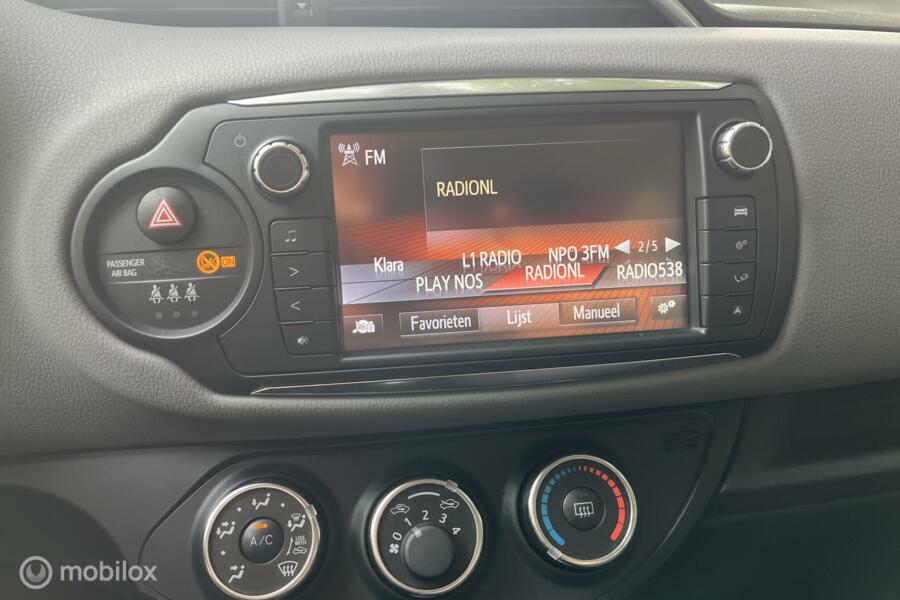 FM
RADIONL
PASSENGER
AIR BAG
ON
Klara
L1 RADIO
NPO 3FM
2/5
PLAY NOS
RADIONL
RADIO538
Favorieten
Lijst
Manueel
A/C
USE
WITH
0 1 2 3 4
mobilox